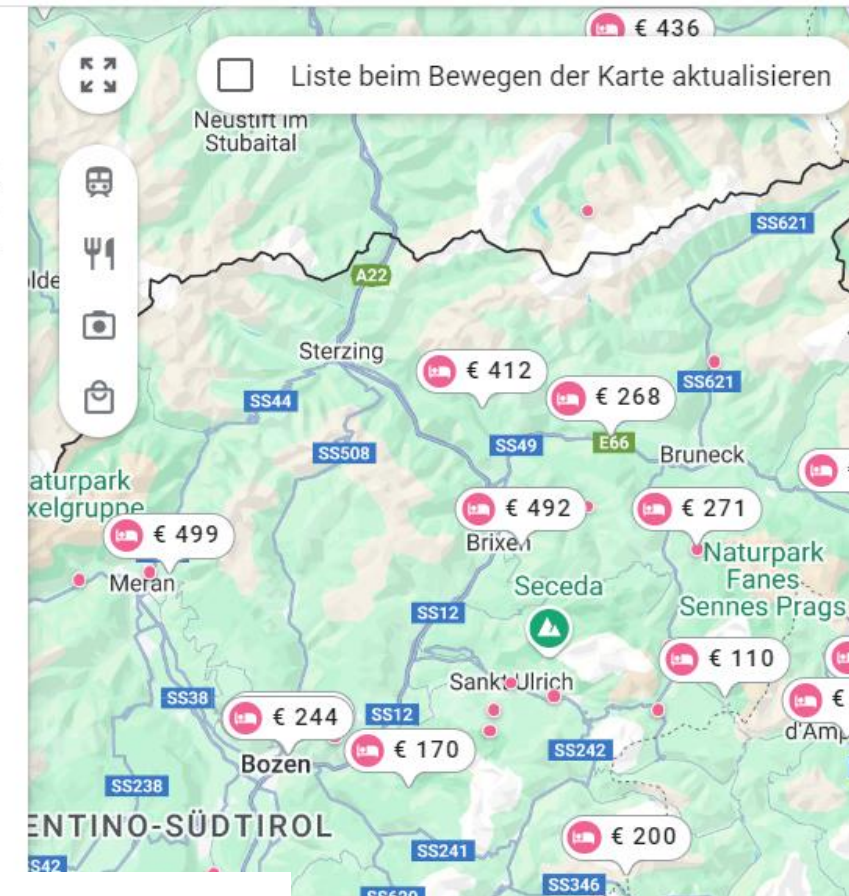 € 436
Liste beim Bewegen der Karte aktualisieren
Neustift im
Stubaital
SS621
A22
Sterzing
€ 412
SS621
€ 268
SS44
E66
SS49
SS508
Bruneck
aturpark
xelgruppe
€ 492
€ 271
€ 499
Brixen
Naturpark
Fanes
Sennes Prags
Meran
Seceda
SS12
€ 110
Sankt Ulrich
SS38
€
€ 244
SS12
d'Amp
€ 170
SS242
Bozen
SS238
ENTINO-SÜDTIROL
€ 200
SS241
SS42
SS346